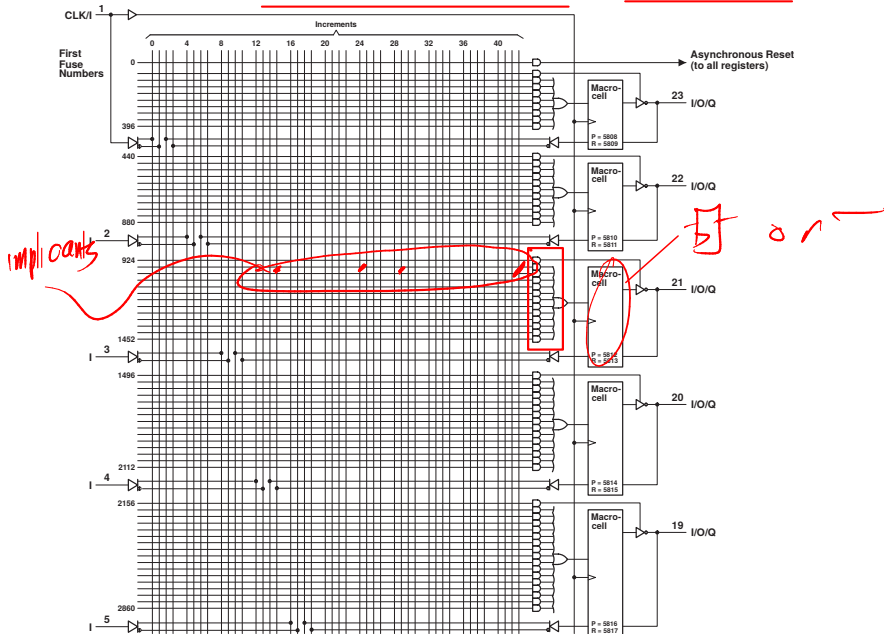 CLK/I 1
Increments
First
Fuse
Numbers
0 4 8 12 16 20 24 28 32 36 40
0
Asynchronous Reset
(to all registers)
Macro-
cell
23 I/O/Q
396
P = 5808
R = 5809
440
Macro-
cell
22 I/O/Q
880
2
P = 5810
R = 5811
implicants
924
Macro-
cell
21 I/O/Q
1452
I 3
P = 5812
R = 5813
1496
Macro-
cell
20 I/O/Q
2112
I 4
P = 5814
R = 5815
2156
Macro-
cell
19 I/O/Q
2860
I 5
P = 5816
R = 5817